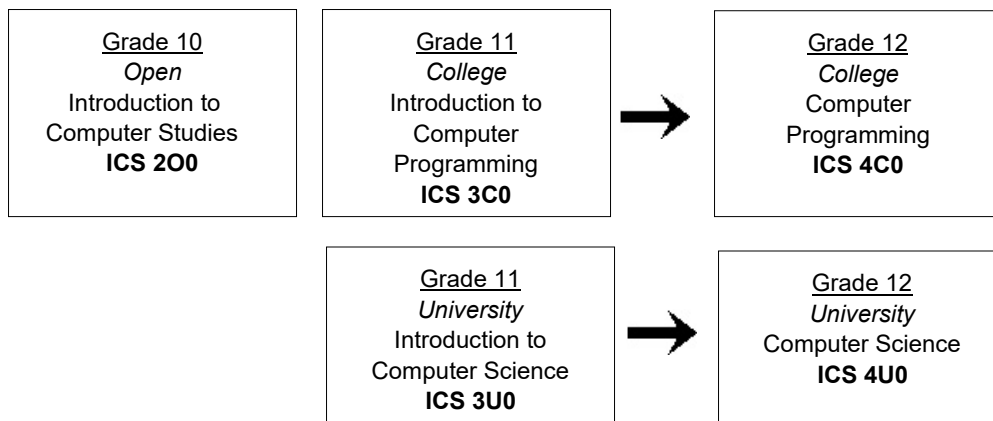 Grade 10
Open
Introduction to
Computer Studies
ICS 2O0
Grade 11
College
Introduction to
Computer
Programming
ICS 3C0
Grade 12
College
Computer
Programming
ICS 4C0
Grade 11
University
Introduction to
Computer Science
ICS 3U0
Grade 12
University
Computer Science
ICS 4U0